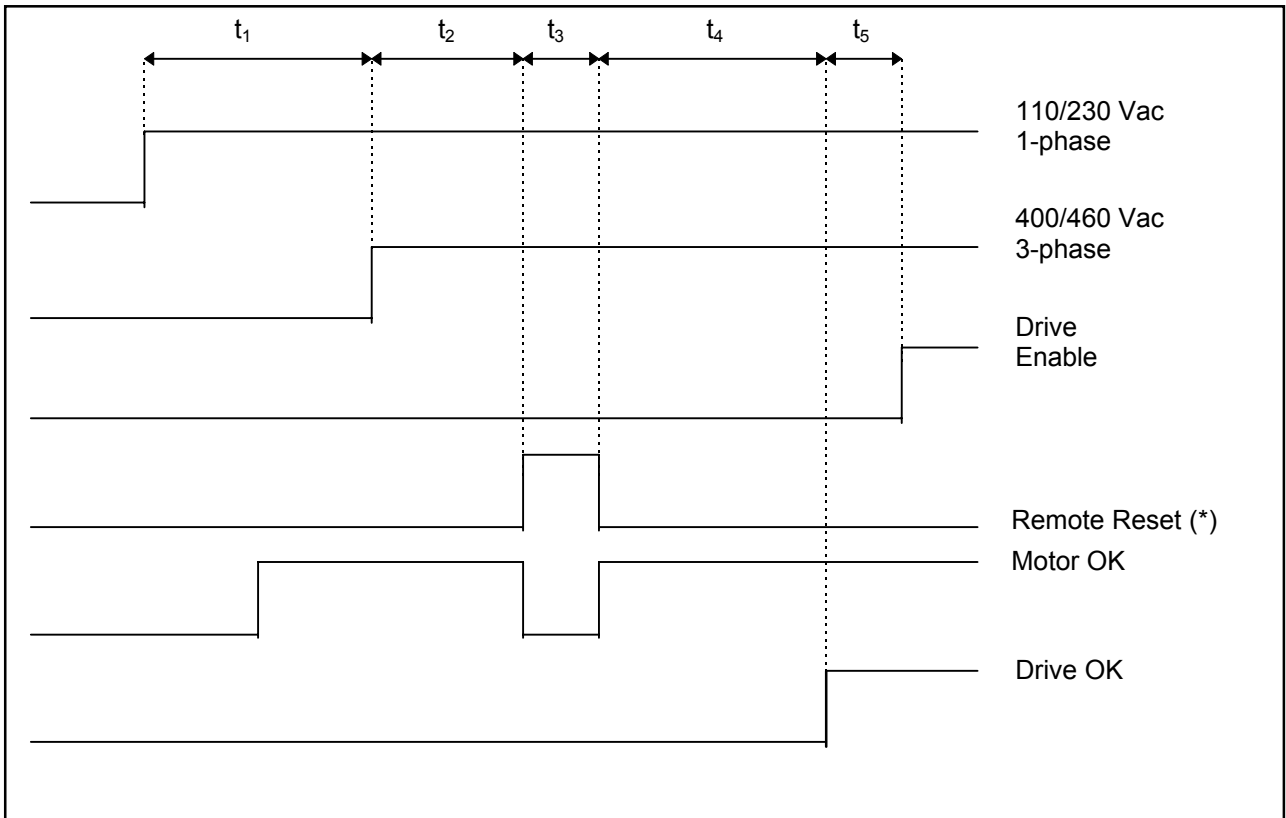 t₁ t₂ t₃ t₄ t₅
110/230 Vac
1-phase
400/460 Vac
3-phase
Drive
Enable
Remote Reset (*)
Motor OK
Drive OK